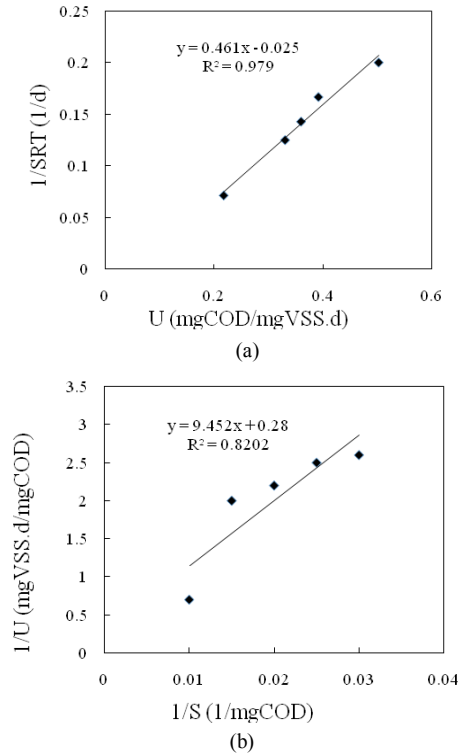 0.25
y = 0.461x - 0.025
R² = 0.979
0.2
0.15
0.1
0.05
0
1/SRT (1/d)
0 0.2 0.4 0.6
U (mgCOD/mgVSS.d)
(a)
3.5
y = 9.452x + 0.28
R² = 0.8202
3
2.5
2
1.5
1
0.5
0
1/U (mgVSS.d/mgCOD)
0 0.01 0.02 0.03 0.04
1/S (1/mgCOD)
(b)